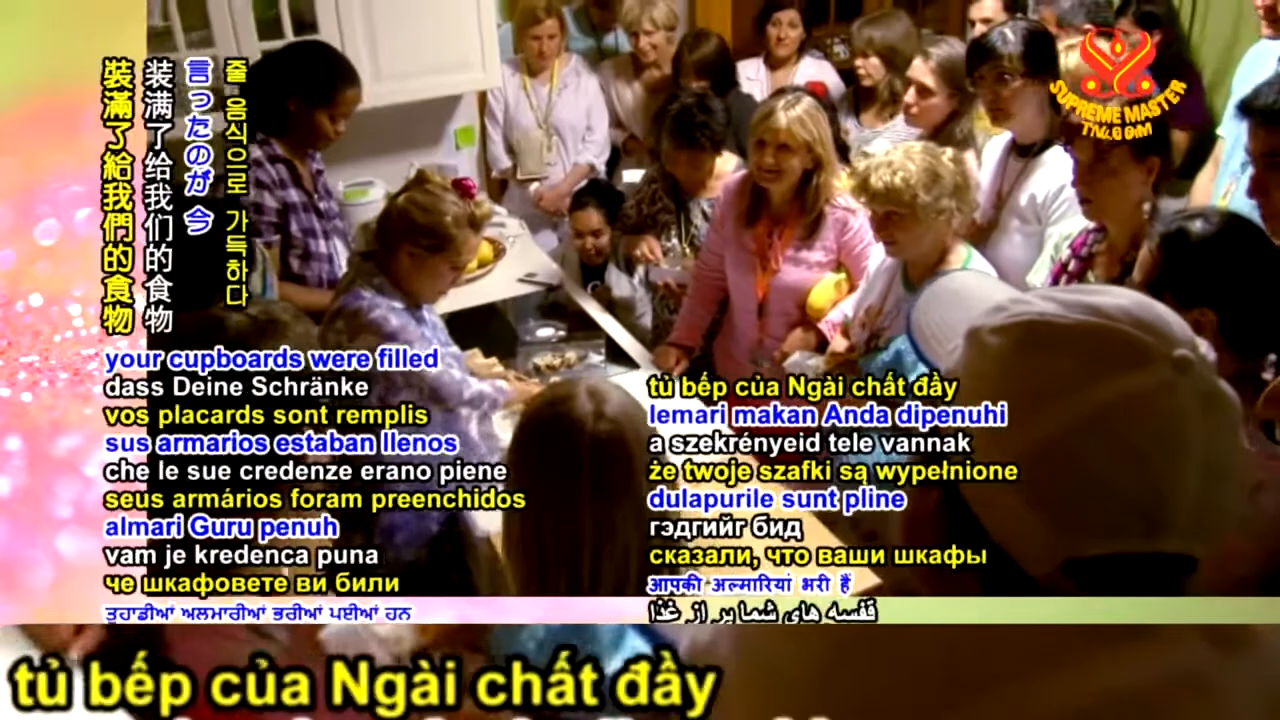 裝滿了給我們的食物
装满了给我们的食物
言ったのが 今
줄 음식으로 가득하다
SUPREME MASTER
TV.COM
your cupboards were filled
dass Deine Schränke
vos placards sont remplis
sus armarios estaban llenos
che le sue credenze erano piene
seus armários foram preenchidos
almari Guru penuh
vam je kredenca puna
че шкафовете ви били
ਤੁਹਾਡੀਆਂ ਅਲਮਾਰੀਆਂ ਭਰੀਆਂ ਪਈਆਂ ਹਨ
tủ bếp của Ngài chất đầy
lemari makan Anda dipenuhi
a szekrényeid tele vannak
że twoje szafki są wypełnione
dulapurile sunt pline
гэдгийг бид
сказали, что ваши шкафы
आपकी अल्मारियां भरी हैं
قفسه های شما پر از غذا
tủ bếp của Ngài chất đầy